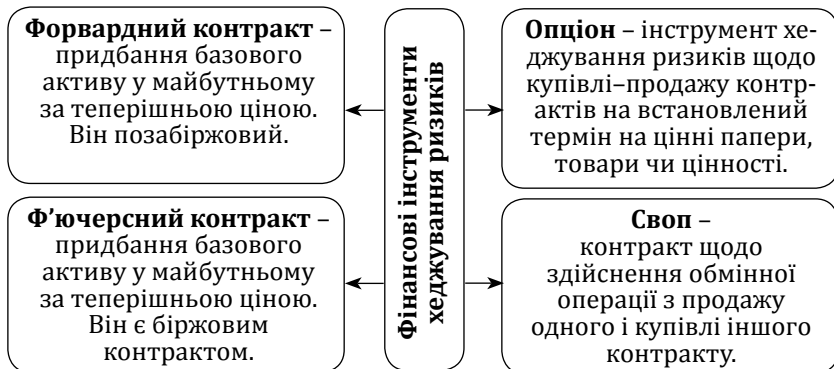 Форвардний контракт –
придбання базового
активу у майбутньому
за теперішньою ціною.
Він позабіржовий.
Ф'ючерсний контракт –
придбання базового
активу у майбутньому
за теперішньою ціною.
Він є біржовим
контрактом.
Фінансові інструменти
хеджування ризиків
Опціон – інструмент хе-
джування ризиків щодо
купівлі–продажу контр-
актів на встановлений
термін на цінні папери,
товари чи цінності.
Своп –
контракт щодо
здійснення обмінної
операції з продажу
одного і купівлі іншого
контракту.